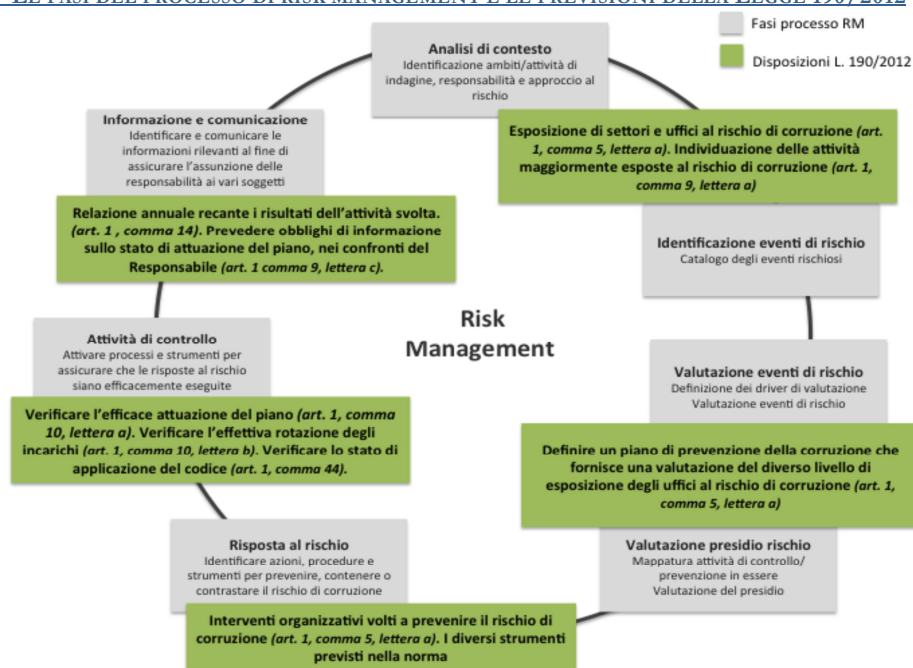 LE FASI DEL PROCESSO DI RISK MANAGEMENT E LE PREVISIONI DELLA LEGGE 190/2012
Fasi processo RM
Disposizioni L. 190/2012
Analisi di contesto
Identificazione ambiti/attività di
indagine, responsabilità e approccio al
rischio
Esposizione di settori e uffici al rischio di corruzione (art.
1, comma 5, lettera a). Individuazione delle attività
maggiormente esposte al rischio di corruzione (art. 1,
comma 9, lettera a)
Identificazione eventi di rischio
Catalogo degli eventi rischiosi
Valutazione eventi di rischio
Definizione dei driver di valutazione
Valutazione eventi di rischio
Definire un piano di prevenzione della corruzione che
fornisce una valutazione del diverso livello di
esposizione degli uffici al rischio di corruzione (art. 1,
comma 5, lettera a)
Valutazione presidio rischio
Mappatura attività di controllo/
prevenzione in essere
Valutazione del presidio
Risposta al rischio
Identificare azioni, procedure e
strumenti per prevenire, contenere o
contrastare il rischio di corruzione
Interventi organizzativi volti a prevenire il rischio di
corruzione (art. 1, comma 5, lettera a). I diversi strumenti
previsti nella norma
Attività di controllo
Attivare processi e strumenti per
assicurare che le risposte al rischio
siano efficacemente eseguite
Verificare l'efficace attuazione del piano (art. 1, comma
10, lettera a). Verificare l'effettiva rotazione degli
incarichi (art. 1, comma 10, lettera b). Verificare lo stato di
applicazione del codice (art. 1, comma 44).
Informazione e comunicazione
Identificare e comunicare le
informazioni rilevanti al fine di
assicurare l'assunzione delle
responsabilità ai vari soggetti
Relazione annuale recante i risultati dell'attività svolta.
(art. 1 , comma 14). Prevedere obblighi di informazione
sullo stato di attuazione del piano, nei confronti del
Responsabile (art. 1 comma 9, lettera c).
Risk
Management